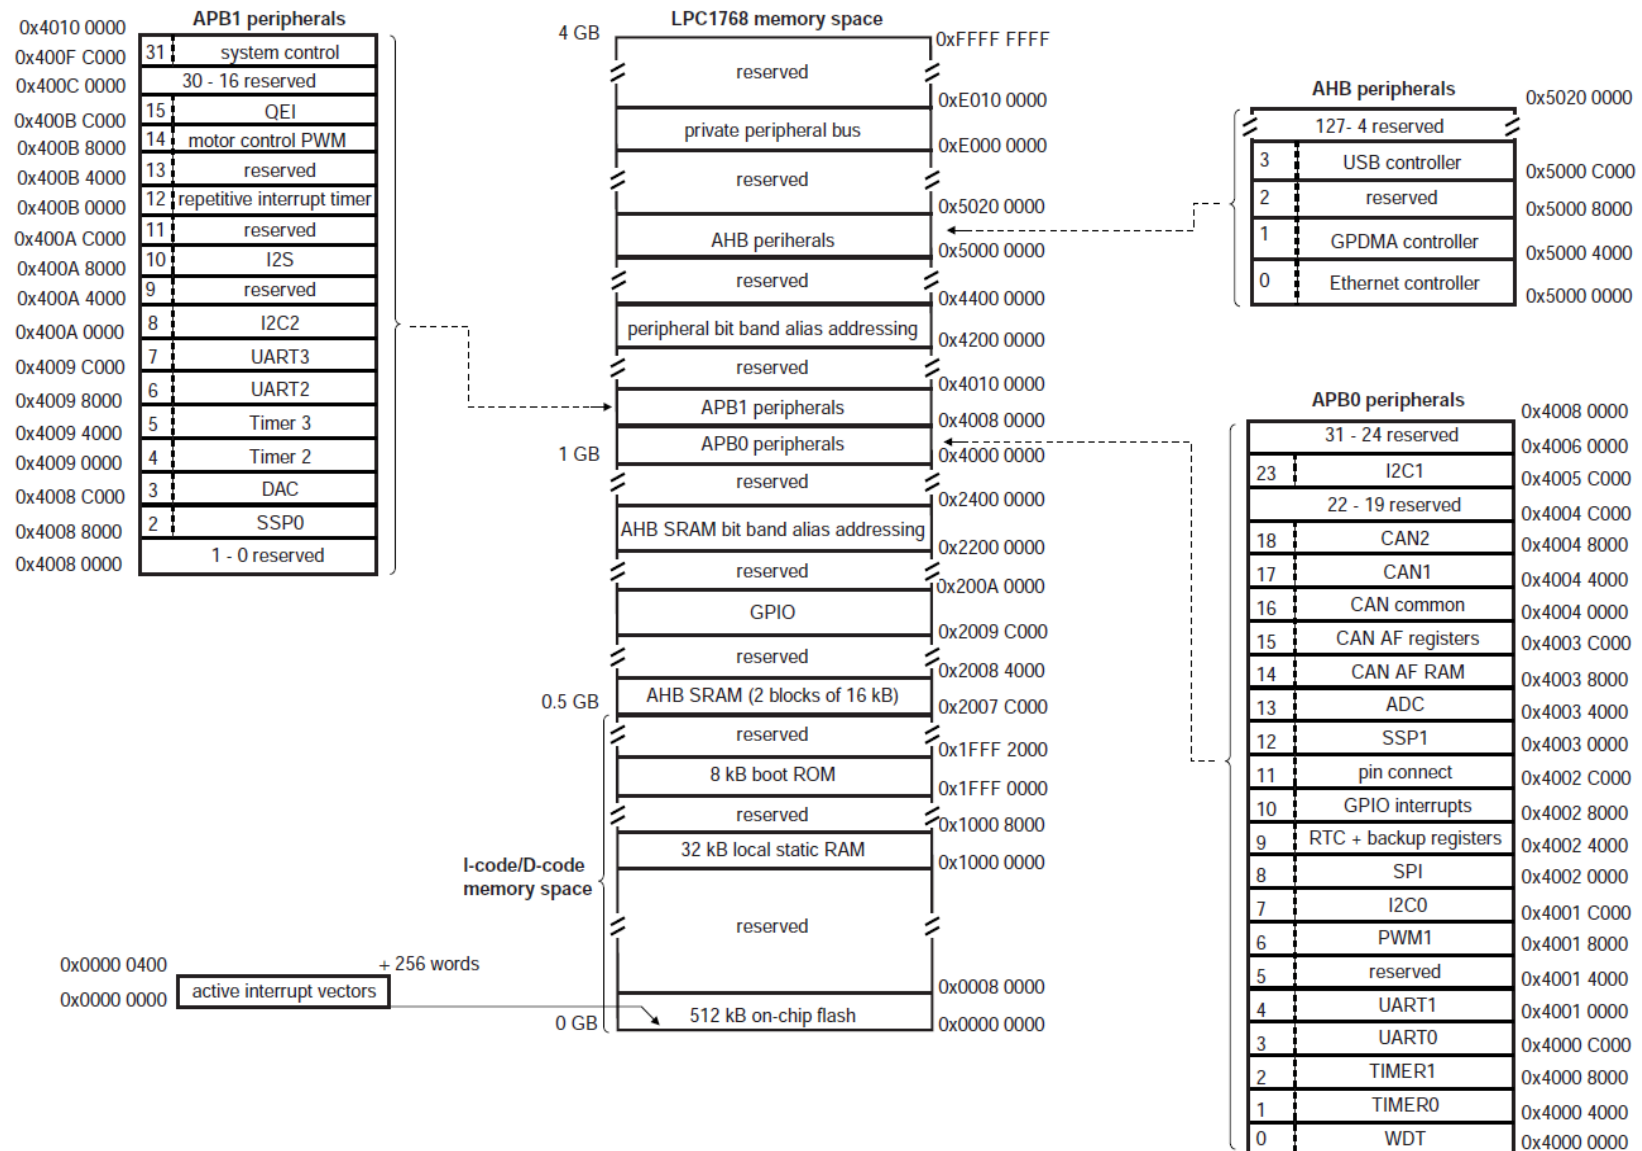 APB1 peripherals
0x4010 0000
31 system control
0x400F C000
30 - 16 reserved
0x400C 0000
15 QEI
0x400B C000
14 motor control PWM
0x400B 8000
13 reserved
0x400B 4000
12 repetitive interrupt timer
0x400B 0000
11 reserved
0x400A C000
10 I2S
0x400A 8000
9 reserved
0x400A 4000
8 I2C2
0x400A 0000
7 UART3
0x4009 C000
6 UART2
0x4009 8000
5 Timer 3
0x4009 4000
4 Timer 2
0x4009 0000
3 DAC
0x4008 C000
2 SSP0
0x4008 8000
1 - 0 reserved
0x4008 0000
0x0000 0400
+ 256 words
active interrupt vectors
0x0000 0000
LPC1768 memory space
4 GB
0xFFFF FFFF
reserved
0xE010 0000
private peripheral bus
0xE000 0000
reserved
0x5020 0000
AHB periherals
0x5000 0000
reserved
0x4400 0000
peripheral bit band alias addressing
0x4200 0000
reserved
0x4010 0000
APB1 peripherals
0x4008 0000
APB0 peripherals
1 GB
0x4000 0000
reserved
0x2400 0000
AHB SRAM bit band alias addressing
0x2200 0000
reserved
0x200A 0000
GPIO
0x2009 C000
reserved
0x2008 4000
AHB SRAM (2 blocks of 16 kB)
0.5 GB
0x2007 C000
reserved
0x1FFF 2000
8 kB boot ROM
0x1FFF 0000
reserved
0x1000 8000
32 kB local static RAM
0x1000 0000
I-code/D-code
memory space
reserved
0x0008 0000
512 kB on-chip flash
0 GB
0x0000 0000
AHB peripherals
0x5020 0000
127- 4 reserved
3 USB controller
0x5000 C000
2 reserved
0x5000 8000
1 GPDMA controller
0x5000 4000
0 Ethernet controller
0x5000 0000
APB0 peripherals
0x4008 0000
31 - 24 reserved
0x4006 0000
23 I2C1
0x4005 C000
22 - 19 reserved
0x4004 C000
18 CAN2
0x4004 8000
17 CAN1
0x4004 4000
16 CAN common
0x4004 0000
15 CAN AF registers
0x4003 C000
14 CAN AF RAM
0x4003 8000
13 ADC
0x4003 4000
12 SSP1
0x4003 0000
11 pin connect
0x4002 C000
10 GPIO interrupts
0x4002 8000
9 RTC + backup registers
0x4002 4000
8 SPI
0x4002 0000
7 I2C0
0x4001 C000
6 PWM1
0x4001 8000
5 reserved
0x4001 4000
4 UART1
0x4001 0000
3 UART0
0x4000 C000
2 TIMER1
0x4000 8000
1 TIMER0
0x4000 4000
0 WDT
0x4000 0000